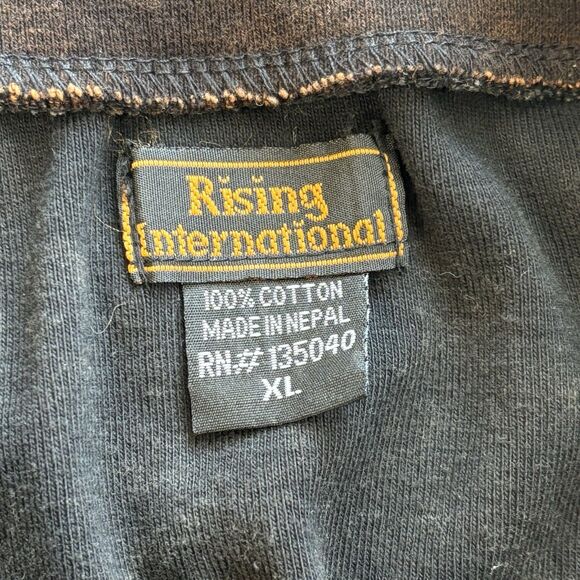 Rising
International
100% COTTON
MADE IN NEPAL
RN.# 135040
XL